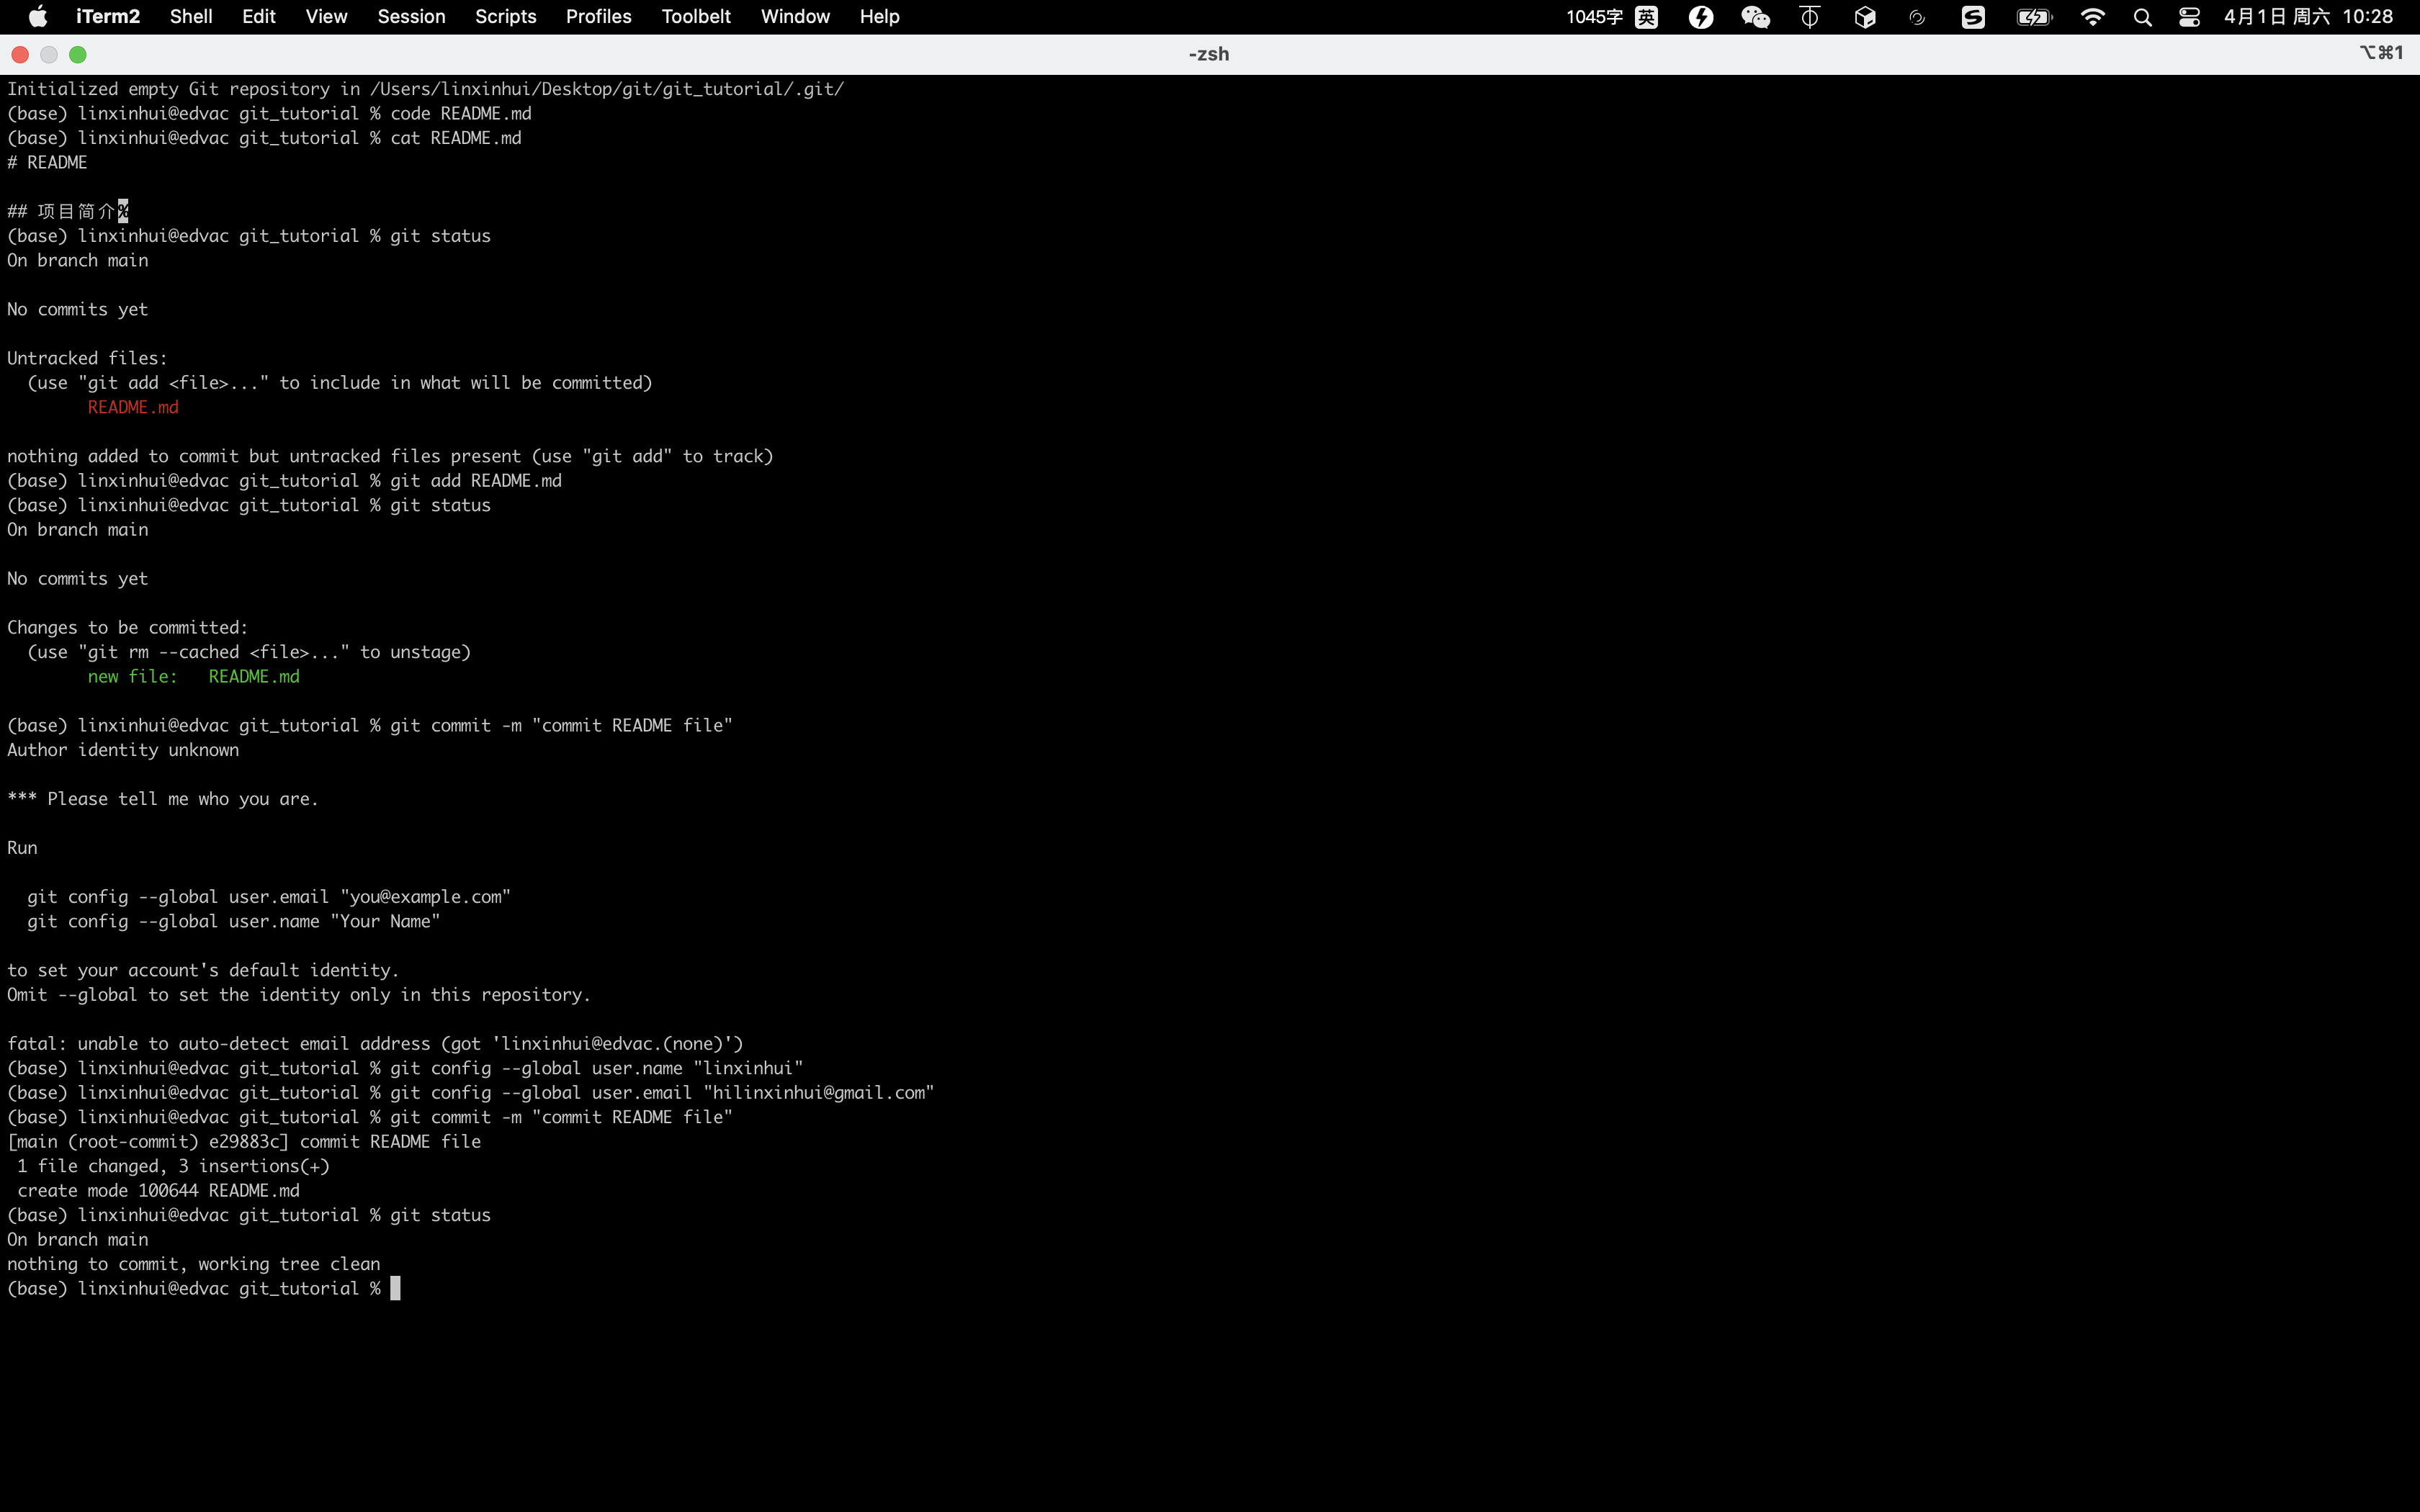 iTerm2 Shell Edit View Session Scripts Profiles Toolbelt Window Help 1045字 英 4月1日 周六 10:28
-zsh ⌥⌘1
Initialized empty Git repository in /Users/linxinhui/Desktop/git/git_tutorial/.git/
(base) linxinhui@edvac git_tutorial % code README.md
(base) linxinhui@edvac git_tutorial % cat README.md
# README
## 项目简介%
(base) linxinhui@edvac git_tutorial % git status
On branch main
No commits yet
Untracked files:
(use "git add <file>..." to include in what will be committed)
README.md
nothing added to commit but untracked files present (use "git add" to track)
(base) linxinhui@edvac git_tutorial % git add README.md
(base) linxinhui@edvac git_tutorial % git status
On branch main
No commits yet
Changes to be committed:
(use "git rm --cached <file>..." to unstage)
new file:   README.md
(base) linxinhui@edvac git_tutorial % git commit -m "commit README file"
Author identity unknown
*** Please tell me who you are.
Run
git config --global user.email "you@example.com"
git config --global user.name "Your Name"
to set your account's default identity.
Omit --global to set the identity only in this repository.
fatal: unable to auto-detect email address (got 'linxinhui@edvac.(none)')
(base) linxinhui@edvac git_tutorial % git config --global user.name "linxinhui"
(base) linxinhui@edvac git_tutorial % git config --global user.email "hilinxinhui@gmail.com"
(base) linxinhui@edvac git_tutorial % git commit -m "commit README file"
[main (root-commit) e29883c] commit README file
1 file changed, 3 insertions(+)
create mode 100644 README.md
(base) linxinhui@edvac git_tutorial % git status
On branch main
nothing to commit, working tree clean
(base) linxinhui@edvac git_tutorial %